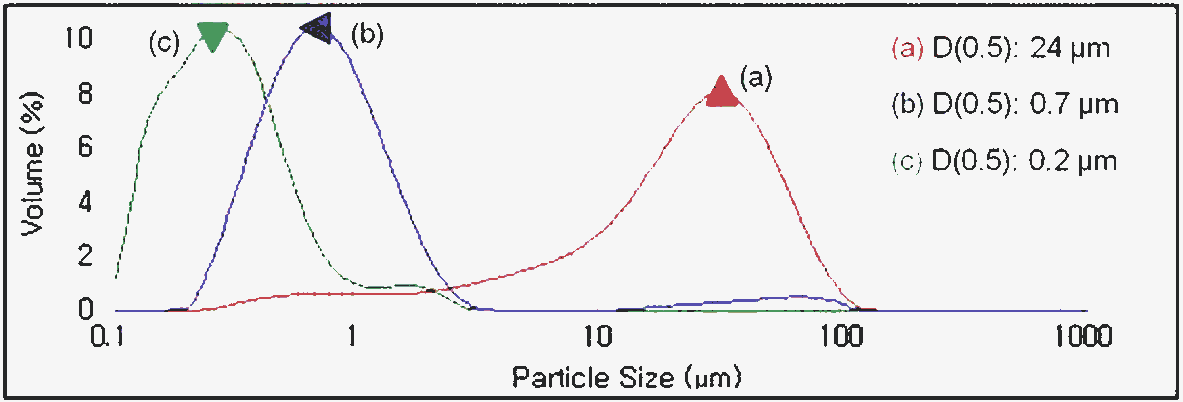 10
8
6
4
2
0
Volume (%)
(c)
(b)
(a)
(a) D(0.5): 24 μm
(b) D(0.5): 0.7 μm
(c) D(0.5): 0.2 μm
0.1 1 10 100 1000
Particle Size (μm)